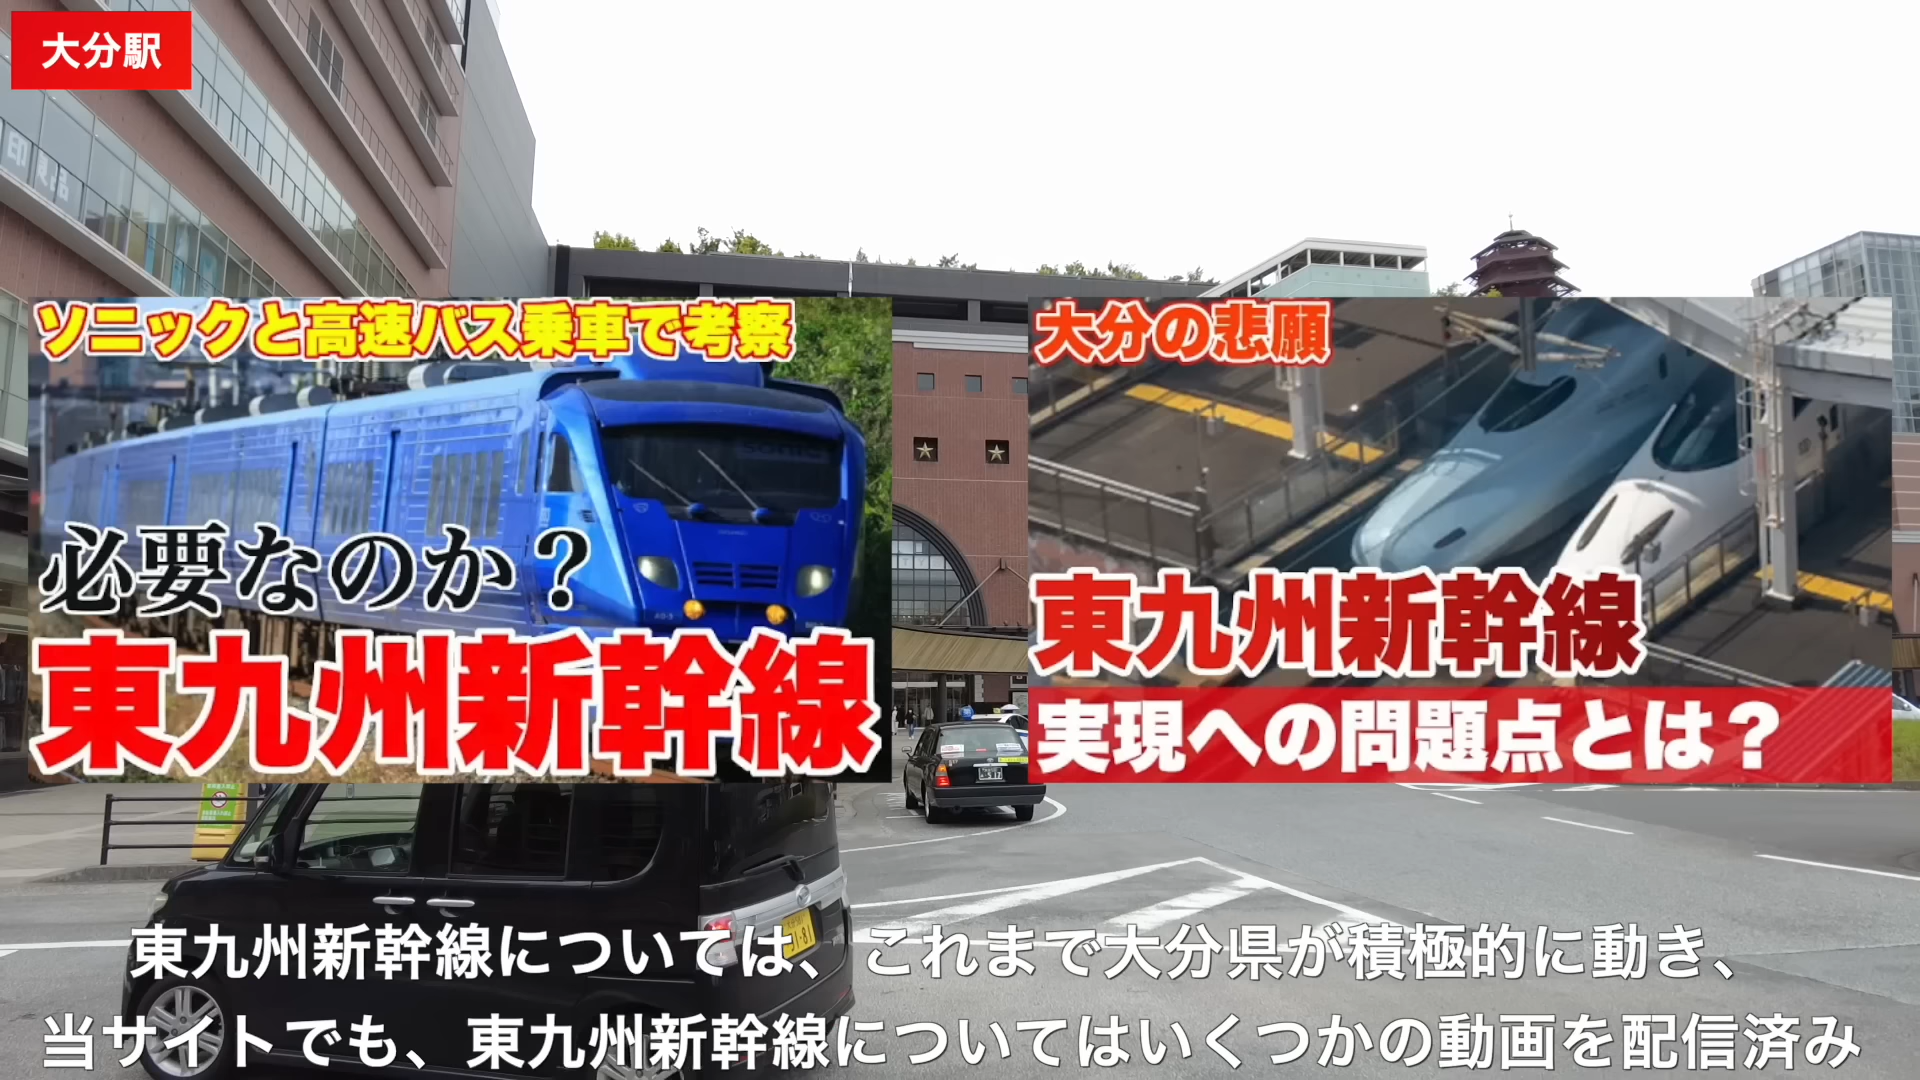 大分駅
印良品
ソニックと高速バス乗車で考察
SONIC
必要なのか？
東九州新幹線
大分の悲願
東九州新幹線
実現への問題点とは？
東九州新幹線については、これまで大分県が積極的に動き、
当サイトでも、東九州新幹線についてはいくつかの動画を配信済み